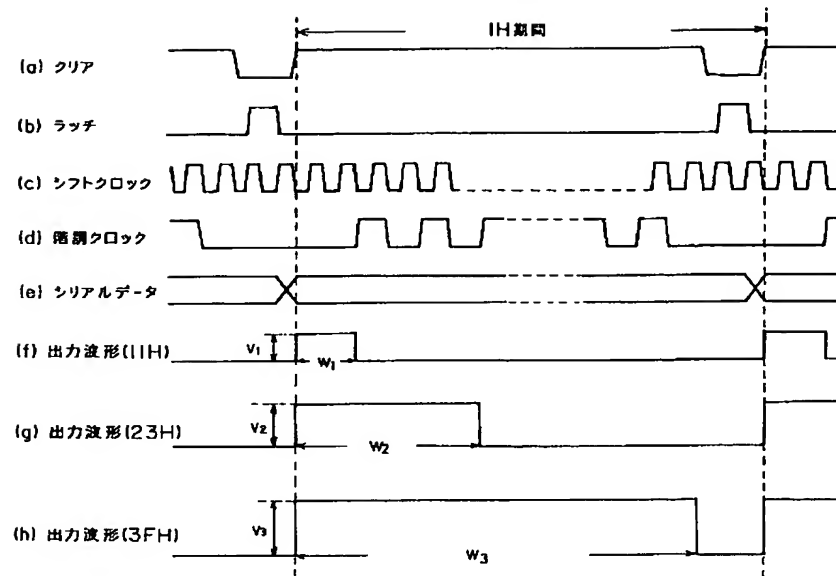 1H期間
(a) クリア
(b) ラッチ
(c) シフトクロック
(d) 階調クロック
(e) シリアルデータ
(f) 出力波形(11H)
V1
W1
(g) 出力波形(23H)
V2
W2
(h) 出力波形(3FH)
V3
W3